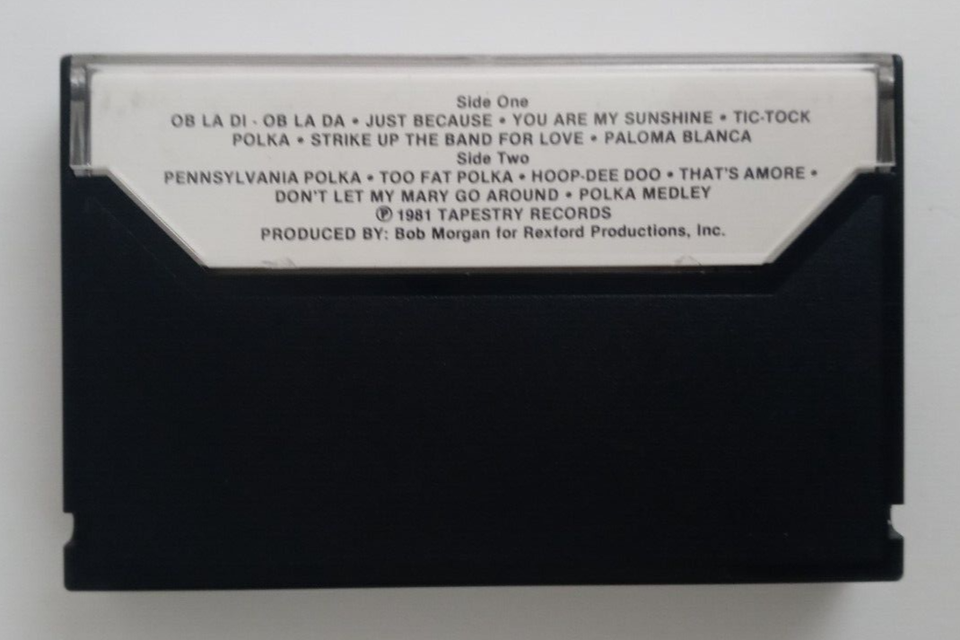 Side One
OB LA DI - OB LA DA • JUST BECAUSE • YOU ARE MY SUNSHINE • TIC-TOCK
POLKA • STRIKE UP THE BAND FOR LOVE • PALOMA BLANCA
Side Two
PENNSYLVANIA POLKA • TOO FAT POLKA • HOOP-DEE DOO • THAT'S AMORE •
DON'T LET MY MARY GO AROUND • POLKA MEDLEY
℗ 1981 TAPESTRY RECORDS
PRODUCED BY: Bob Morgan for Rexford Productions, Inc.